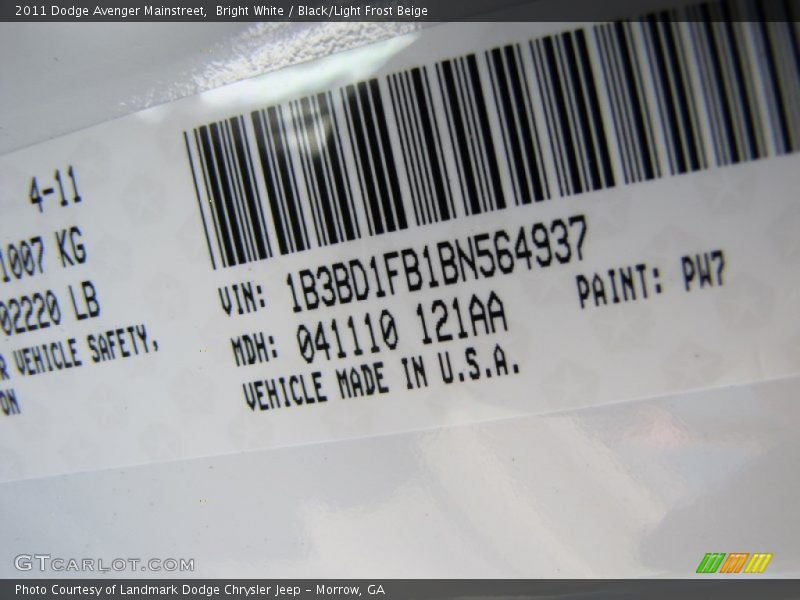 2011 Dodge Avenger Mainstreet,  Bright White / Black/Light Frost Beige
4-11
1007 KG
02220 LB
R VEHICLE SAFETY,
ON
VIN: 1B3BD1FB1BN564937
MDH: 041110 121AA PAINT: PW7
VEHICLE MADE IN U.S.A.
GTCARLOT.COM
Photo Courtesy of Landmark Dodge Chrysler Jeep - Morrow, GA